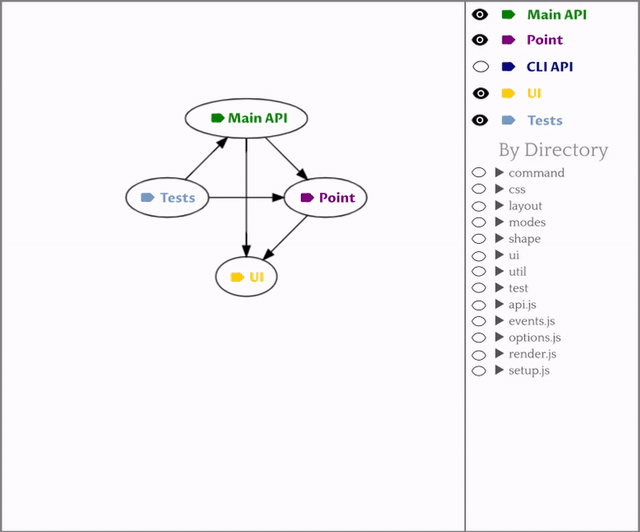 Main API
Tests
Point
UI
Main API
Point
CLI API
UI
Tests
By Directory
command
css
layout
modes
shape
ui
util
test
api.js
events.js
options.js
render.js
setup.js